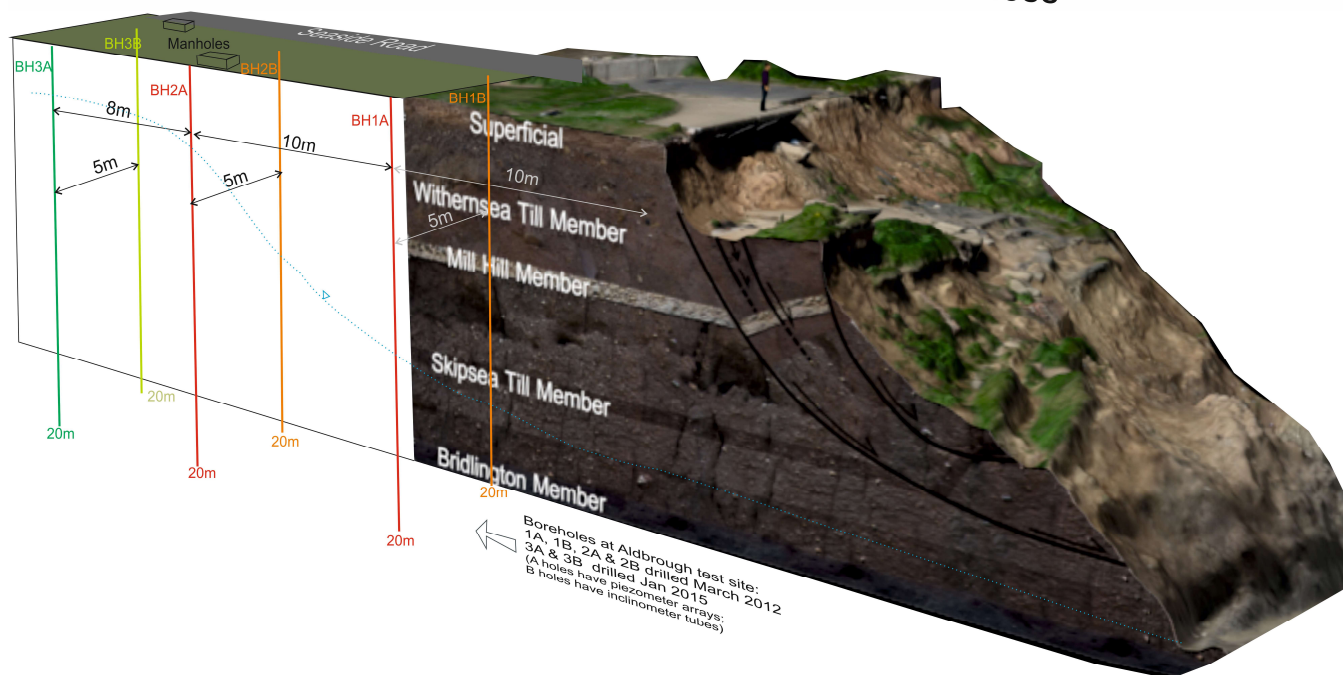 Seaside Road
Manholes
BH3B
BH3A
BH2B
BH2A
BH1B
BH1A
8m
10m
5m
5m
10m
5m
Superficial
Withernsea Till Member
Mill Hill Member
Skipsea Till Member
Bridlington Member
20m
20m
20m
20m
20m
20m
Boreholes at Aldbrough test site:
1A, 1B, 2A & 2B drilled March 2012
3A & 3B drilled Jan 2015
(A holes have piezometer arrays:
B holes have inclinometer tubes)